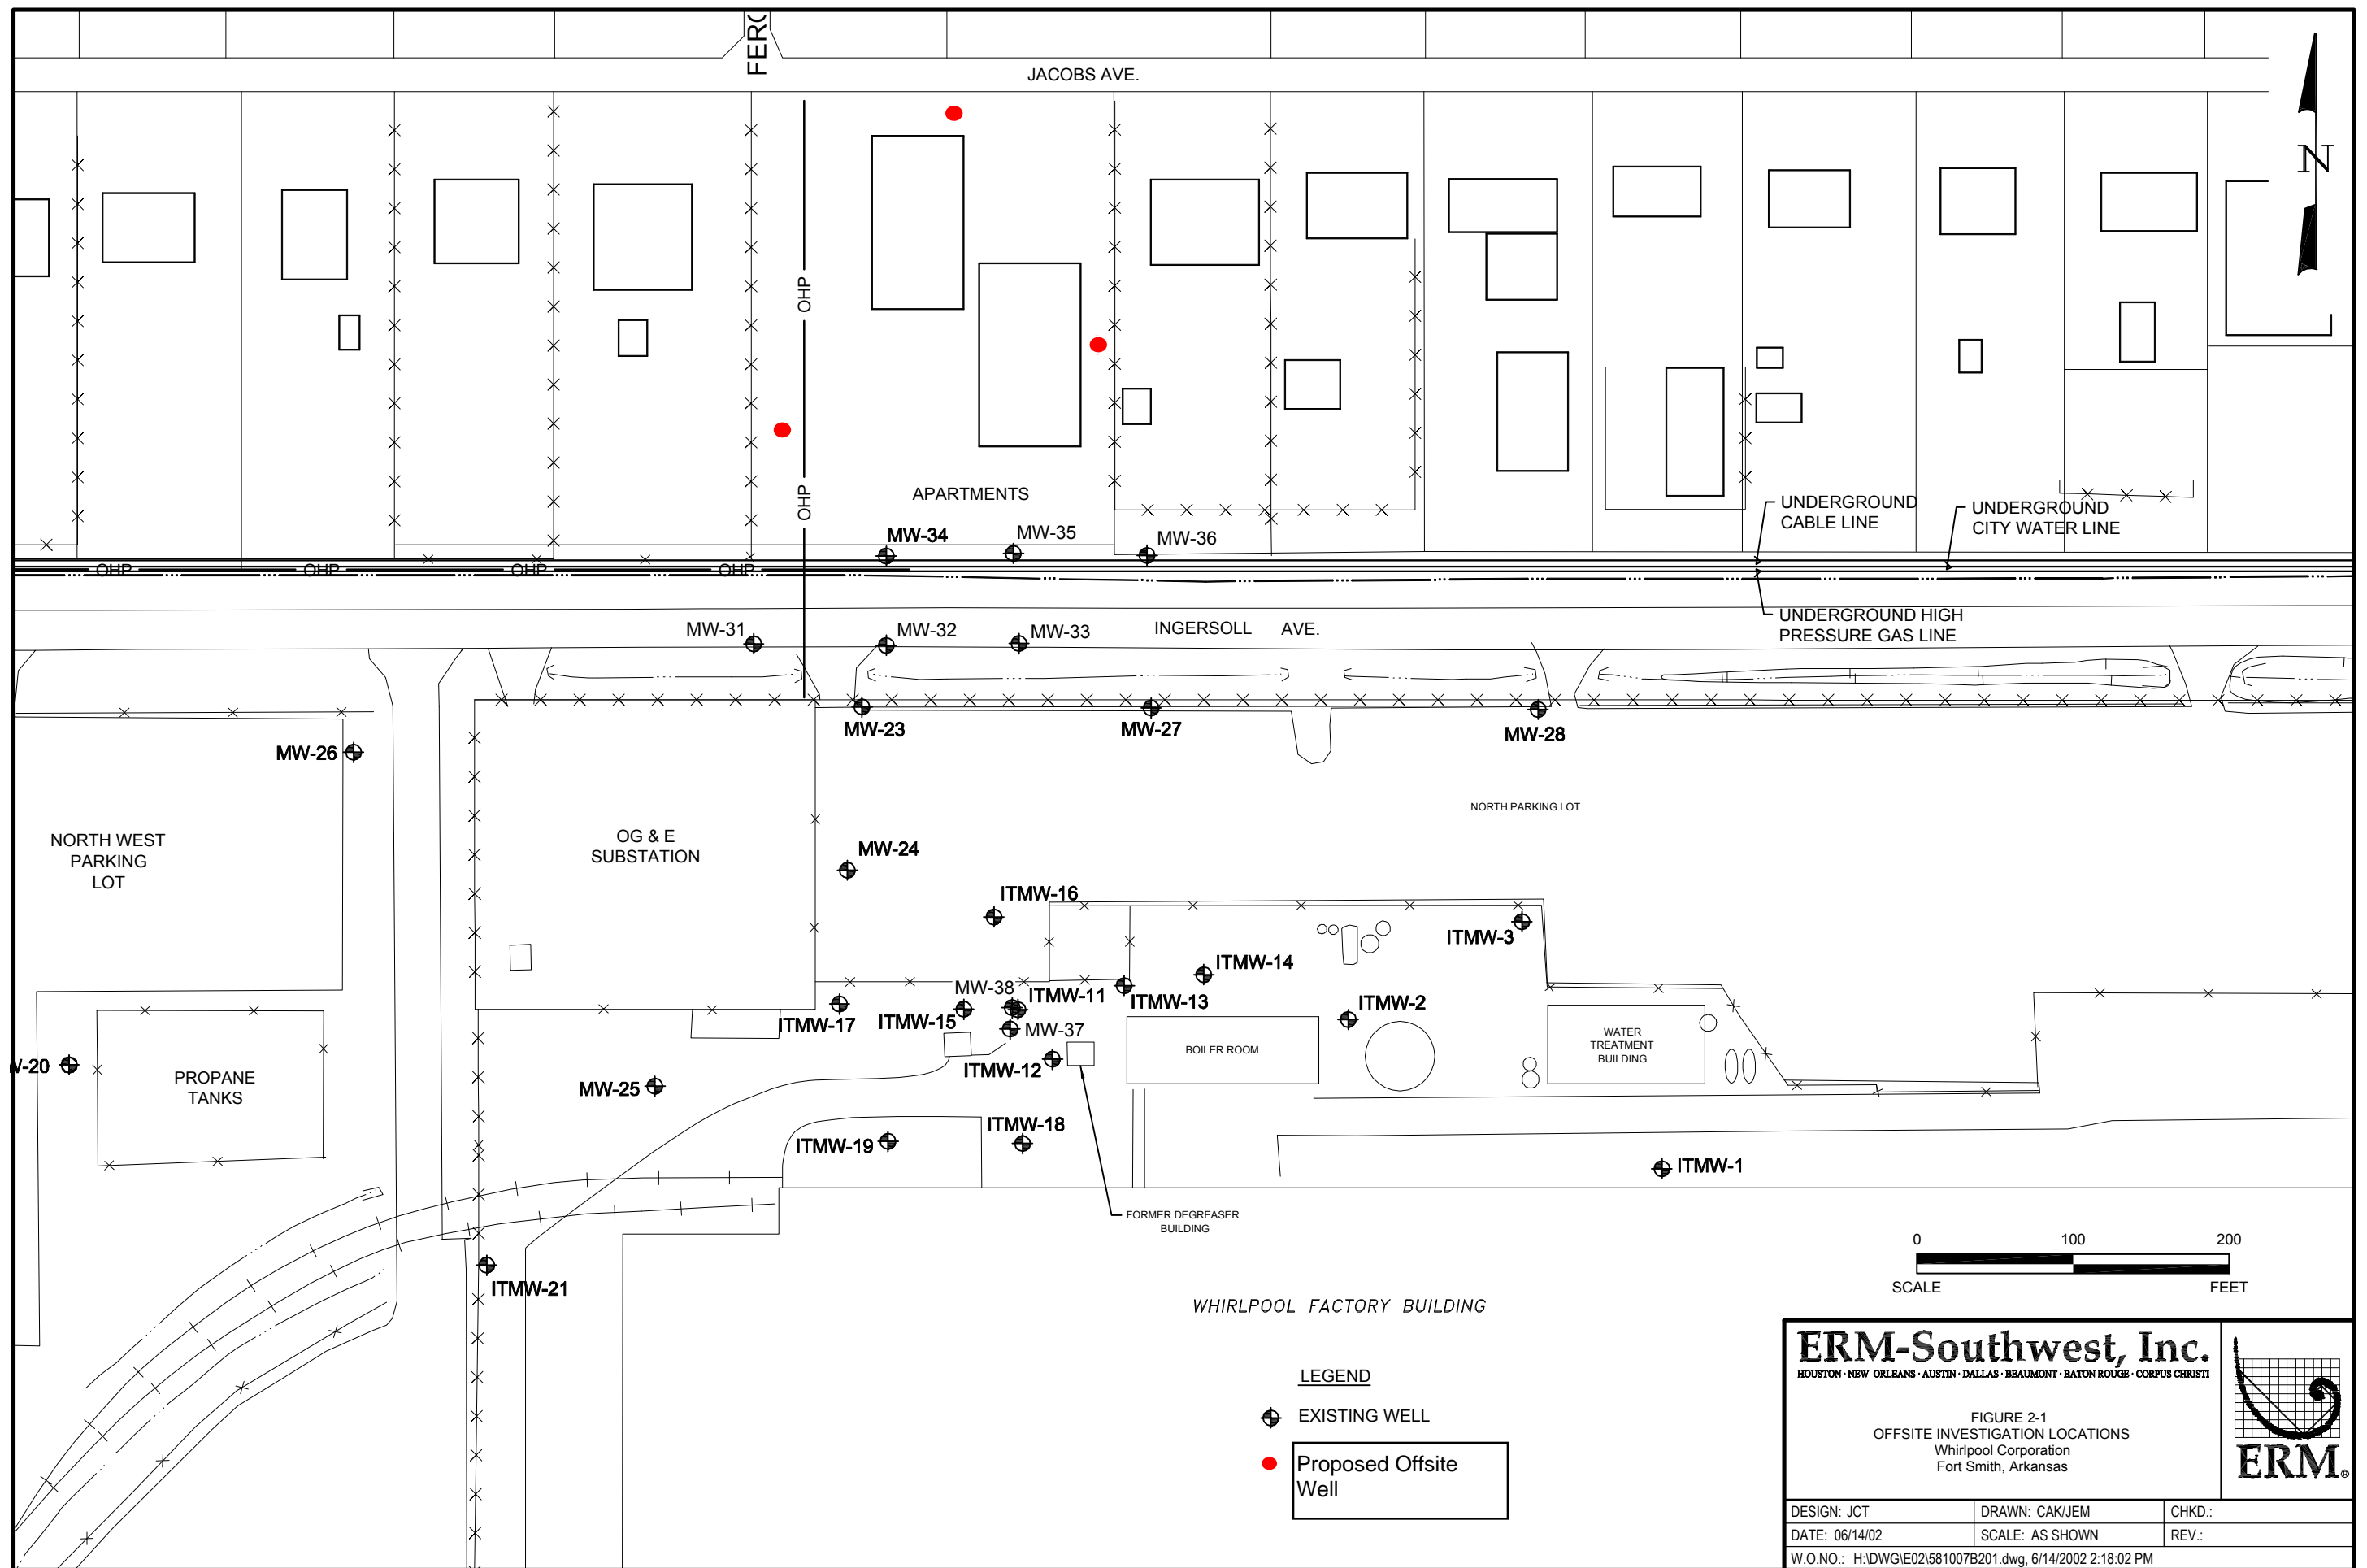 FERC
JACOBS AVE.
N
OHP
OHP
APARTMENTS
MW-34
MW-35
MW-36
UNDERGROUND
CABLE LINE
UNDERGROUND
CITY WATER LINE
OHP
OHP
OHP
OHP
UNDERGROUND HIGH
PRESSURE GAS LINE
MW-31
MW-32
MW-33
INGERSOLL AVE.
MW-23
MW-27
MW-28
MW-26
NORTH PARKING LOT
NORTH WEST
PARKING
LOT
OG & E
SUBSTATION
MW-24
ITMW-16
ITMW-3
ITMW-14
MW-38
ITMW-11
ITMW-13
ITMW-2
ITMW-17
ITMW-15
MW-37
WATER
TREATMENT
BUILDING
BOILER ROOM
ITMW-12
W-20
PROPANE
TANKS
MW-25
ITMW-18
ITMW-19
ITMW-1
FORMER DEGREASER
BUILDING
0 100 200
SCALE FEET
ITMW-21
WHIRLPOOL FACTORY BUILDING
LEGEND
EXISTING WELL
Proposed Offsite
Well
ERM-Southwest, Inc.
HOUSTON · NEW ORLEANS · AUSTIN · DALLAS · BEAUMONT · BATON ROUGE · CORPUS CHRISTI
FIGURE 2-1
OFFSITE INVESTIGATION LOCATIONS
Whirlpool Corporation
Fort Smith, Arkansas
ERM®
DESIGN: JCT
DRAWN: CAK/JEM
CHKD.:
DATE: 06/14/02
SCALE: AS SHOWN
REV.:
W.O.NO.: H:\DWG\E02\581007B201.dwg, 6/14/2002 2:18:02 PM